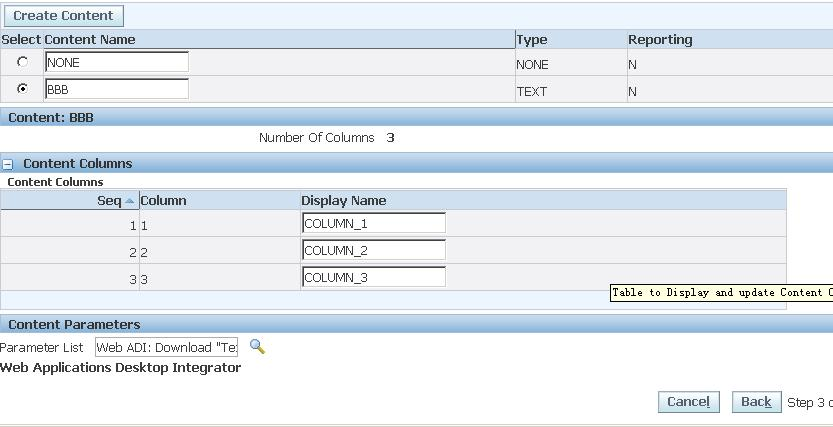 Create Content
Select Content Name Type Reporting
NONE NONE N
BBB TEXT N
Content: BBB
Number Of Columns 3
Content Columns
Content Columns
Seq Column Display Name
1 1 COLUMN_1
2 2 COLUMN_2
3 3 COLUMN_3
Table to Display and update Content
Content Parameters
Parameter List Web ADI: Download "Te
Web Applications Desktop Integrator
Cancel Back Step 3